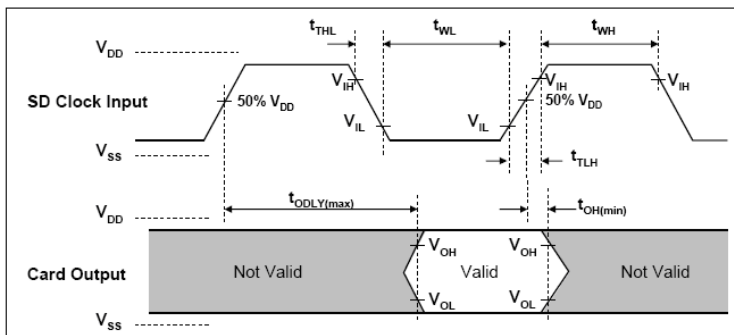 tTHL tWL tWH
VDD
VIH VIH VIH
SD Clock Input 50% VDD 50% VDD
VIL VIL
VSS
tTLH
VDD
tODLY(max) tOH(min)
VOH VOH
Card Output Not Valid Valid Not Valid
VOL VOL
VSS